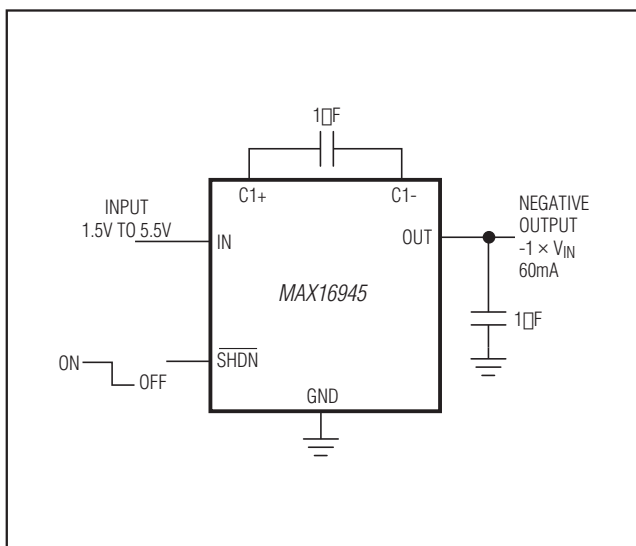 1▯F
C1+
C1-
INPUT
1.5V TO 5.5V
IN
OUT
NEGATIVE
OUTPUT
-1 × VIN
60mA
MAX16945
1▯F
ON
OFF
SHDN
GND